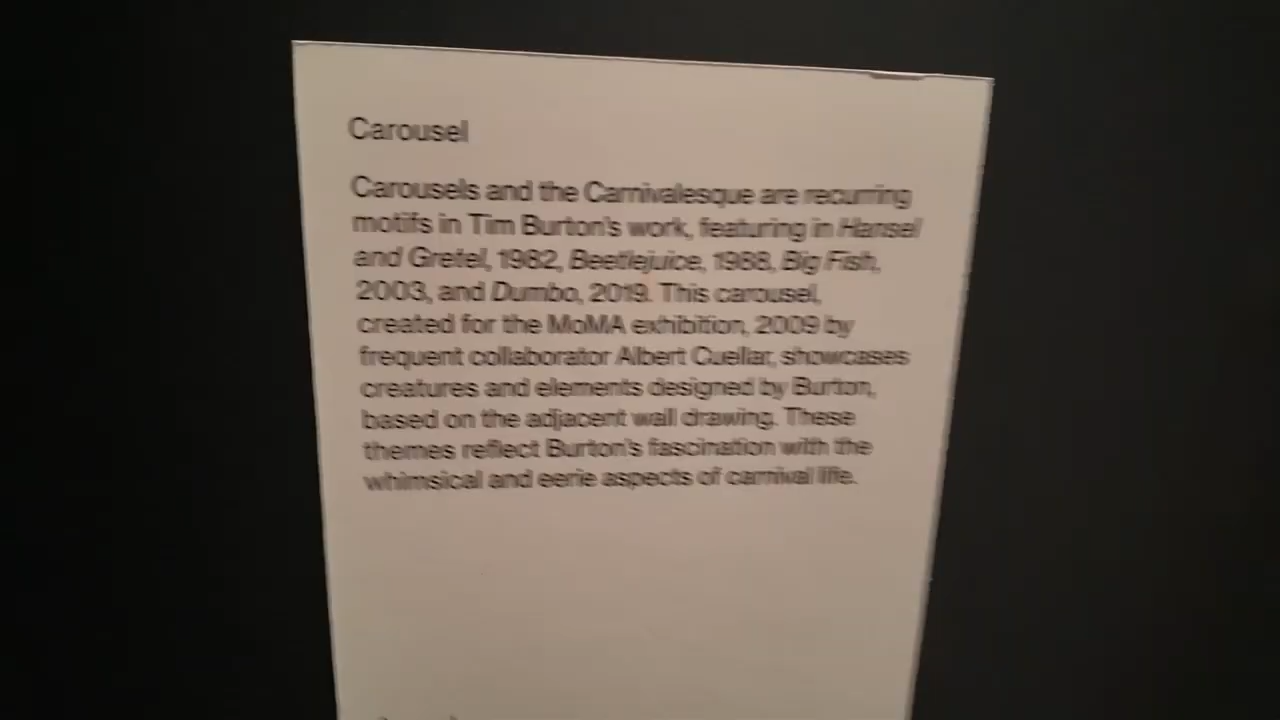 Carousel
Carousels and the Carnivalesque are recurring
motifs in Tim Burton's work, featuring in Hansel
and Gretel, 1982, Beetlejuice, 1988, Big Fish,
2003, and Dumbo, 2019. This carousel,
created for the MoMA exhibition, 2009 by
frequent collaborator Albert Cuellar, showcases
creatures and elements designed by Burton,
based on the adjacent wall drawing. These
themes reflect Burton's fascination with the
whimsical and eerie aspects of carnival life.